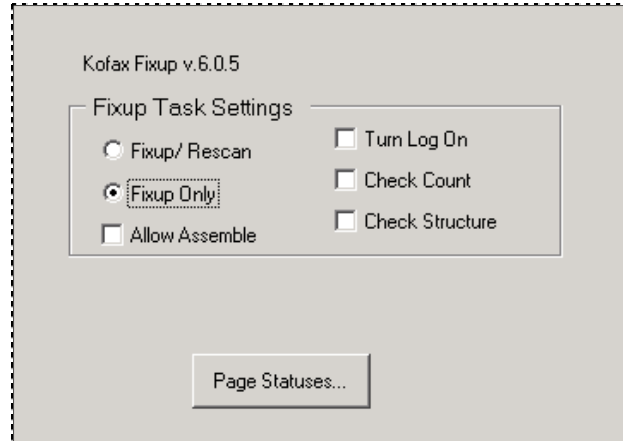 Kofax Fixup v.6.0.5
Fixup Task Settings
Fixup/ Rescan
Turn Log On
Fixup Only
Check Count
Allow Assemble
Check Structure
Page Statuses...